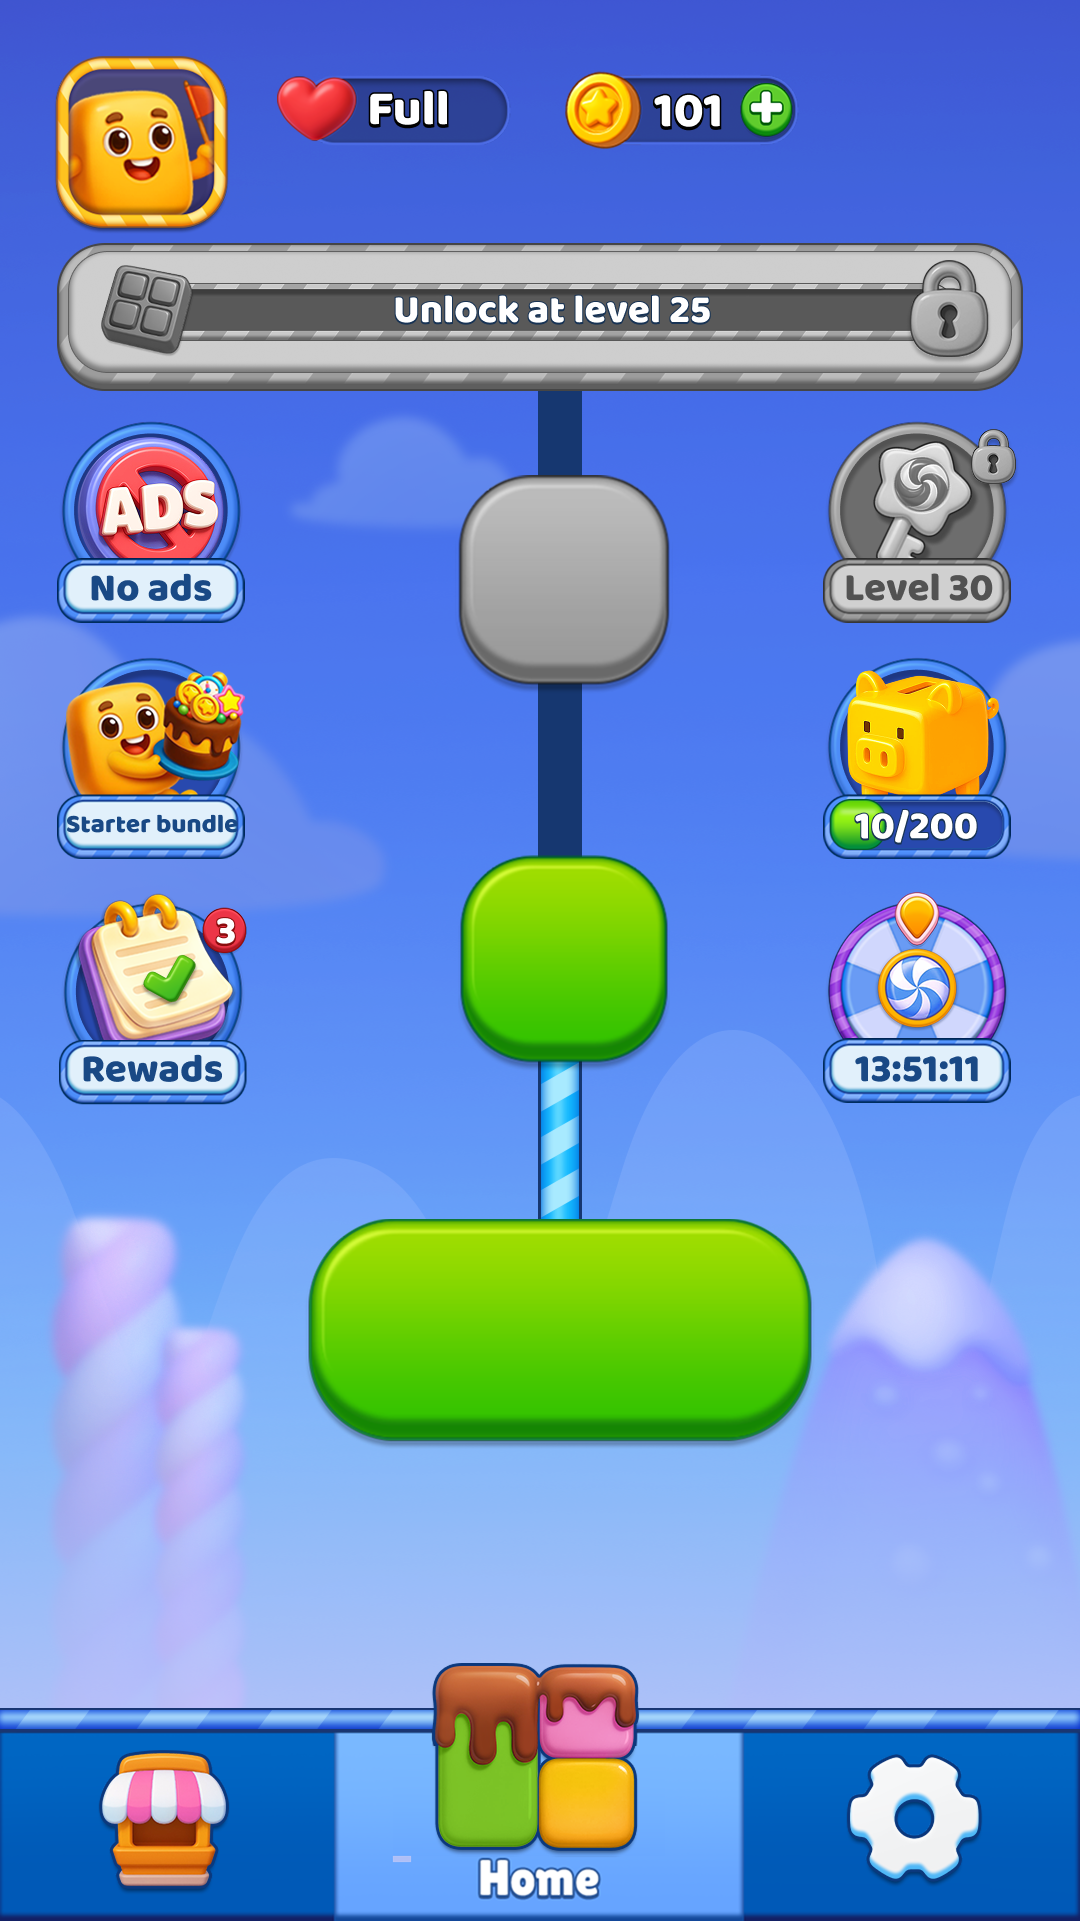 Full
101
Unlock at level 25
ADS
No ads
Level 30
Starter bundle
10/200
3
Rewads
13:51:11
Home